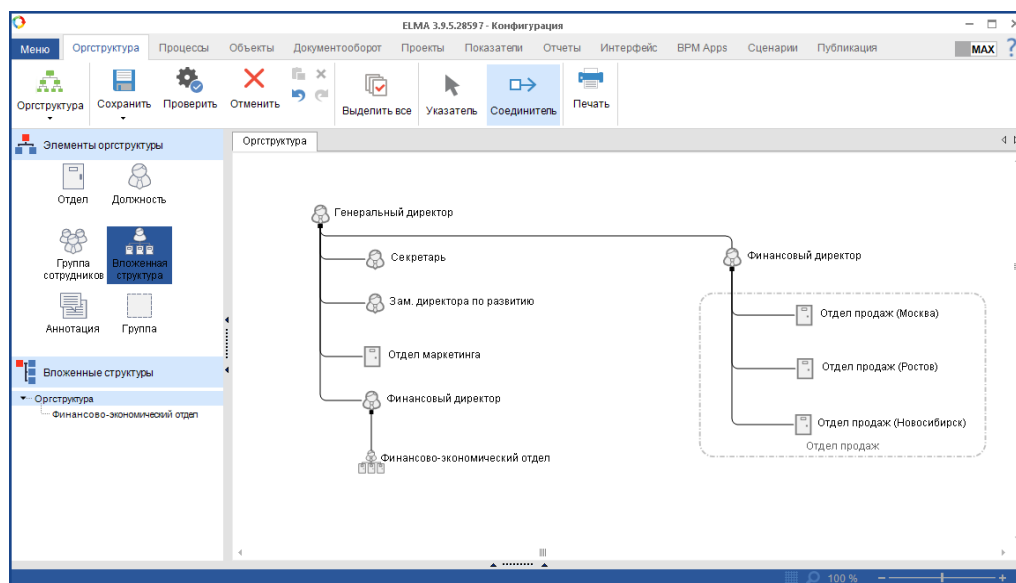 ELMA 3.9.5.28597 - Конфигурация
Меню Оргструктура Процессы Объекты Документооборот Проекты Показатели Отчеты Интерфейс BPM Apps Сценарии Публикация MAX ?
Оргструктура Сохранить Проверить Отменить Выделить все Указатель Соединитель Печать
Элементы оргструктуры
Отдел Должность
Группа сотрудников
Вложенная структура
Аннотация Группа
Вложенные структуры
Оргструктура
Финансово-экономический отдел
Оргструктура
Генеральный директор
Секретарь
Зам. директора по развитию
Отдел маркетинга
Финансовый директор
Финансово-экономический отдел
Финансовый директор
Отдел продаж (Москва)
Отдел продаж (Ростов)
Отдел продаж (Новосибирск)
Отдел продаж
100 %